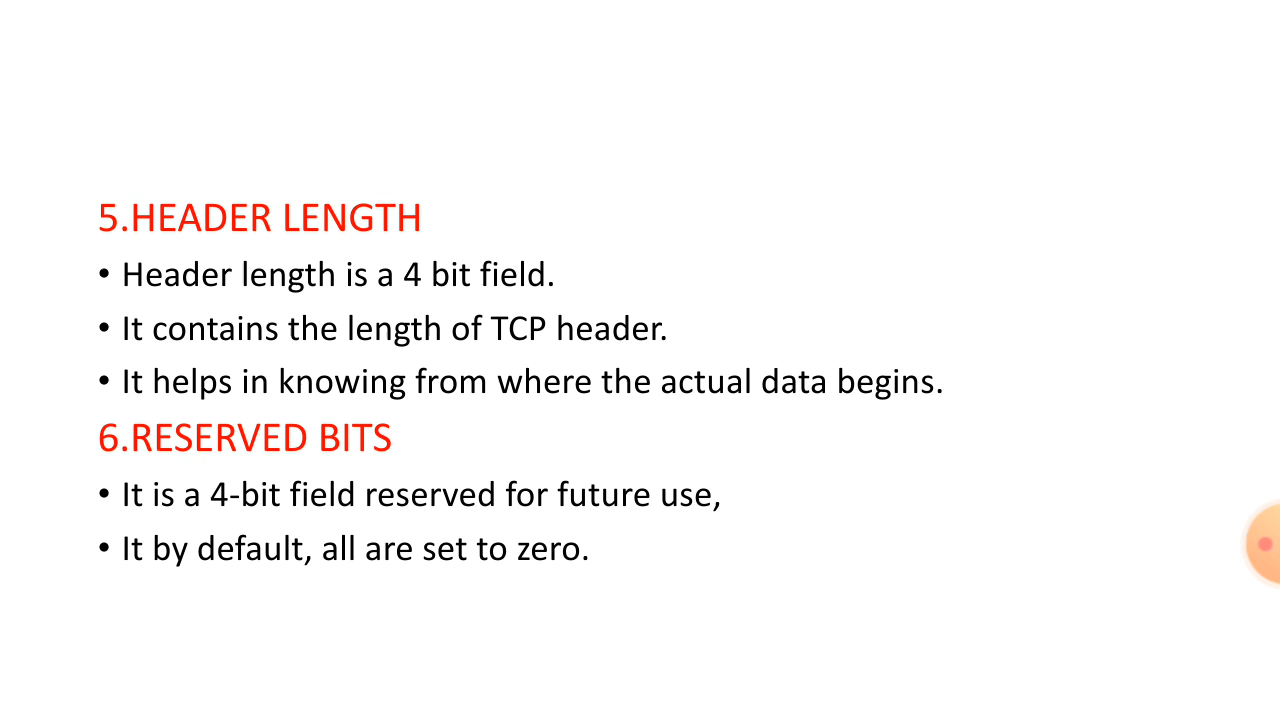 5.HEADER LENGTH
• Header length is a 4 bit field.
• It contains the length of TCP header.
• It helps in knowing from where the actual data begins.
6.RESERVED BITS
• It is a 4-bit field reserved for future use,
• It by default, all are set to zero.